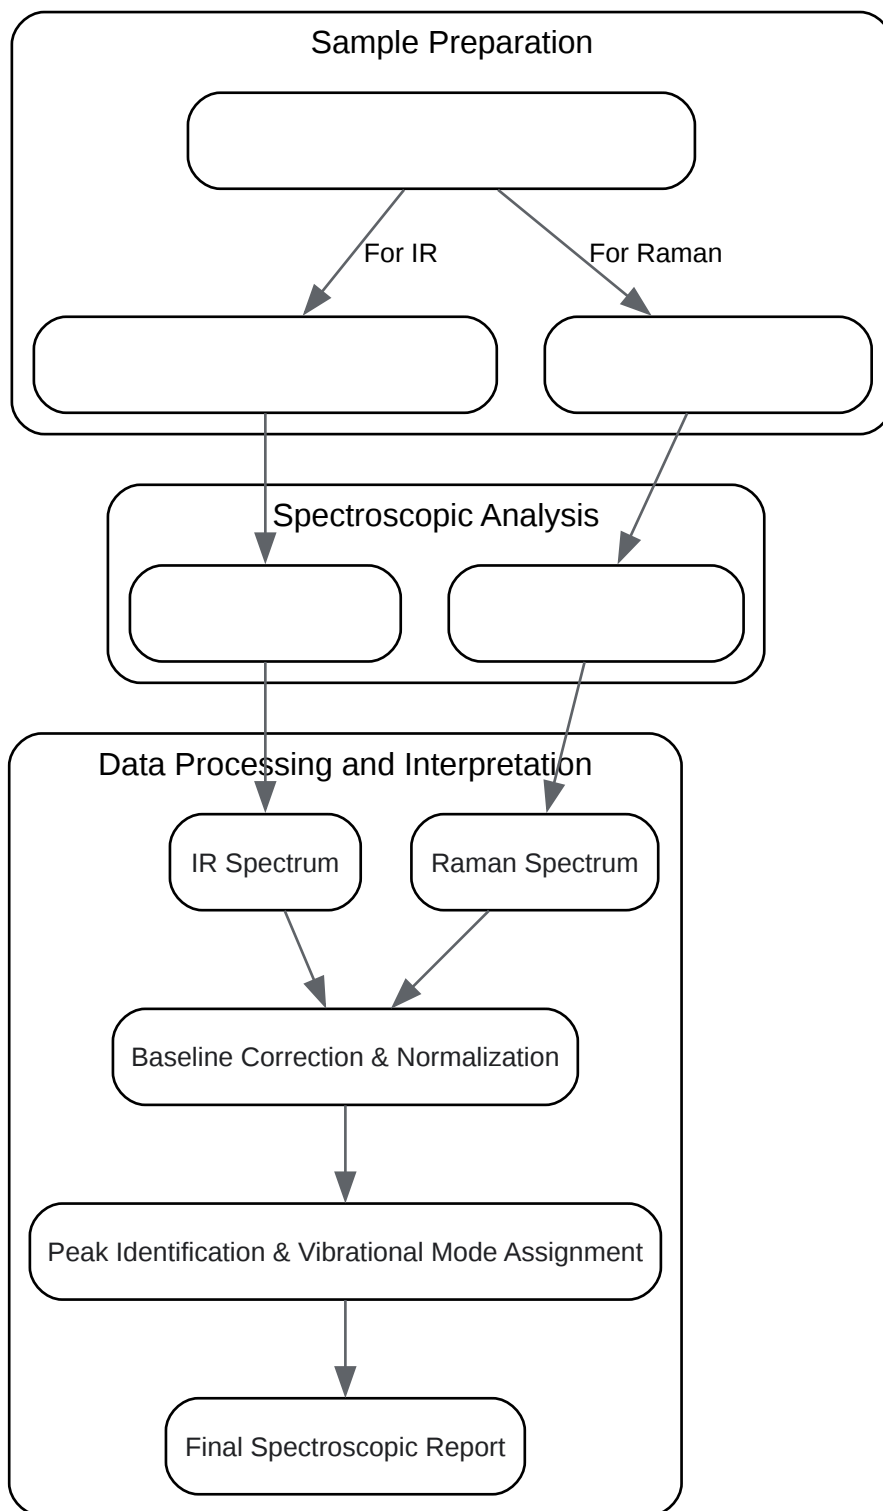 Sample Preparation
For IR
For Raman
Spectroscopic Analysis
Data Processing and Interpretation
IR Spectrum
Raman Spectrum
Baseline Correction & Normalization
Peak Identification & Vibrational Mode Assignment
Final Spectroscopic Report